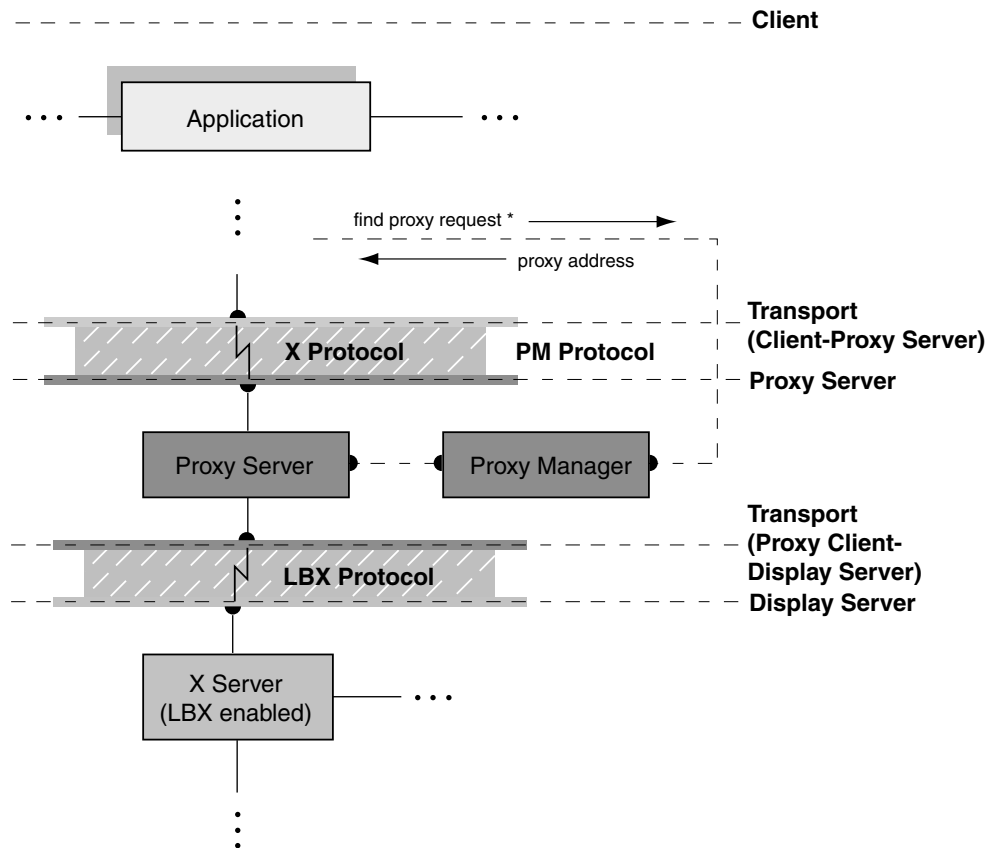 Client
Application
find proxy request *
proxy address
Transport
(Client-Proxy Server)
X Protocol
PM Protocol
Proxy Server
Proxy Server
Proxy Manager
Transport
(Proxy Client-
Display Server)
LBX Protocol
Display Server
X Server
(LBX enabled)